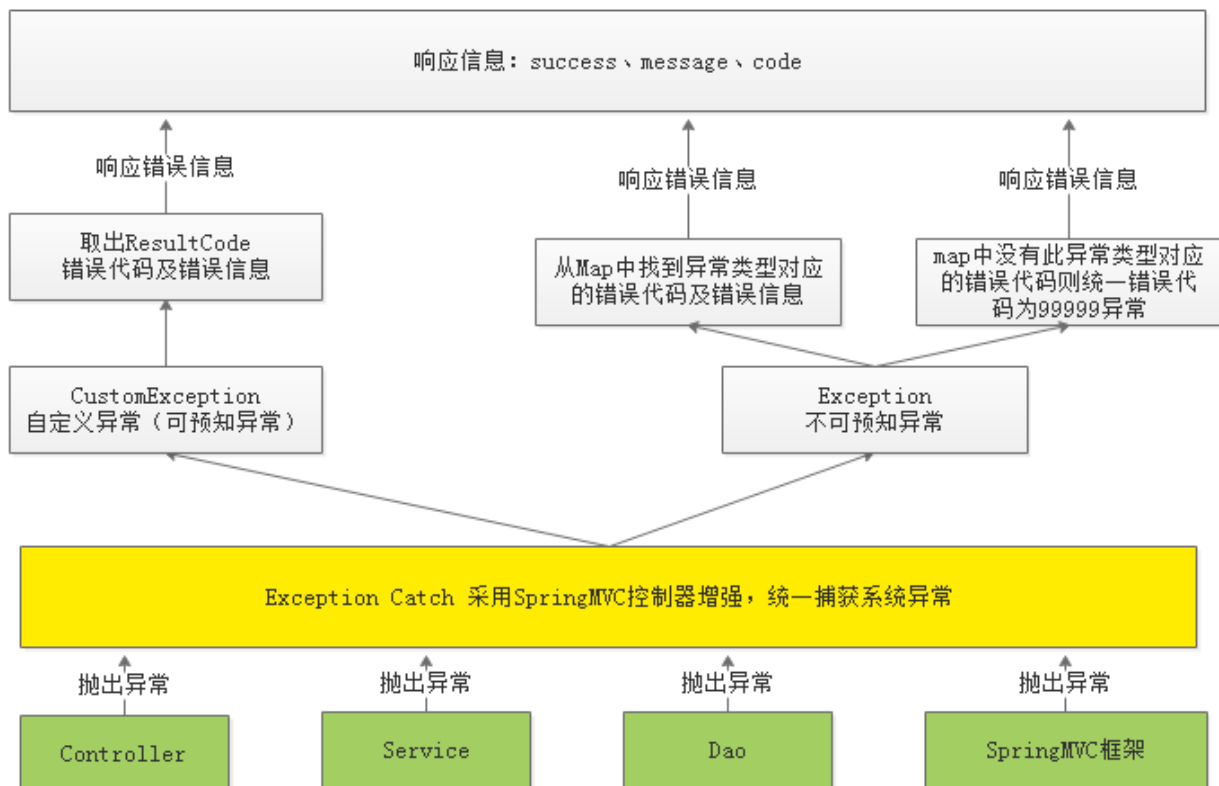 响应信息：success、message、code
响应错误信息
响应错误信息
响应错误信息
取出ResultCode
错误代码及错误信息
从Map中找到异常类型对应
的错误代码及错误信息
map中没有此异常类型对应
的错误代码则统一错误代
码为99999异常
CustomException
自定义异常（可预知异常）
Exception
不可预知异常
Exception Catch 采用SpringMVC控制器增强，统一捕获系统异常
抛出异常
抛出异常
抛出异常
抛出异常
Controller
Service
Dao
SpringMVC框架